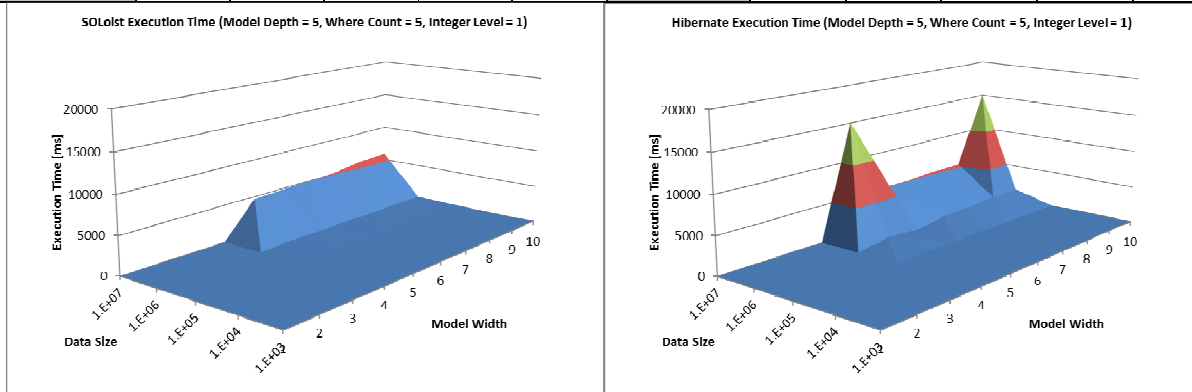 SOLoist Execution Time (Model Depth = 5, Where Count = 5, Integer Level = 1)
Execution Time [ms]
20000
15000
10000
5000
0
1.E+07
1.E+06
1.E+05
1.E+04
1.E+03
Data Size
1
2
3
4
5
6
7
8
9
10
Model Width
Hibernate Execution Time (Model Depth = 5, Where Count = 5, Integer Level = 1)
Execution Time [ms]
20000
15000
10000
5000
0
1.E+07
1.E+06
1.E+05
1.E+04
1.E+03
Data Size
1
2
3
4
5
6
7
8
9
10
Model Width